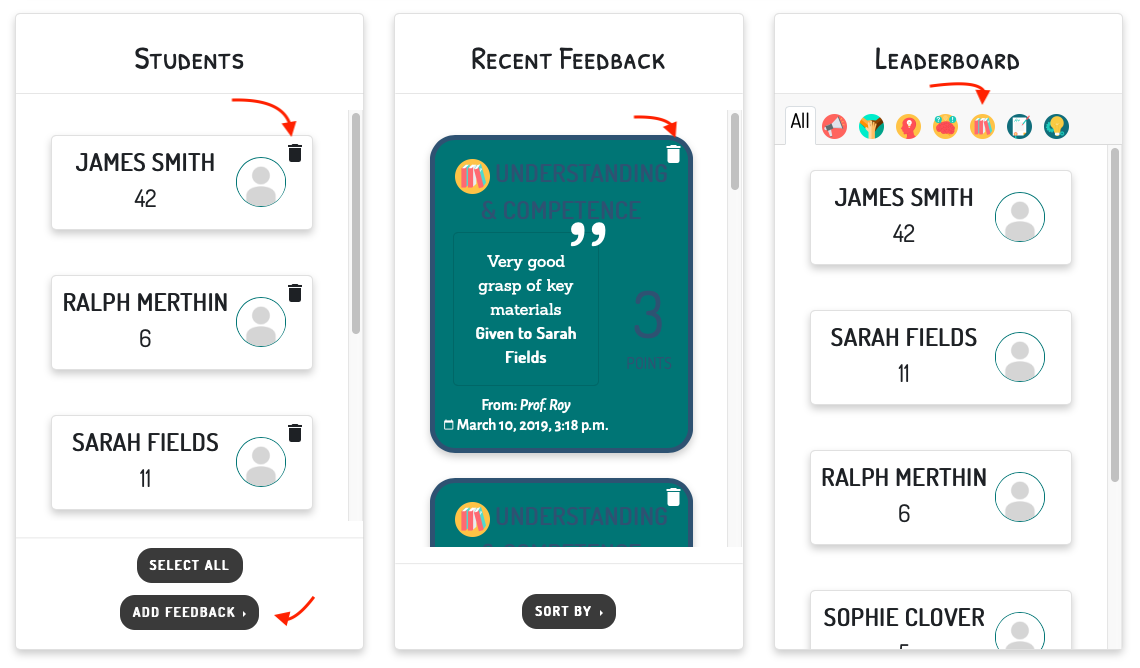 Students
JAMES SMITH
42
RALPH MERTHIN
6
SARAH FIELDS
11
SELECT ALL
ADD FEEDBACK ›
Recent Feedback
UNDERSTANDING
& COMPETENCE
”
Very good
grasp of key
materials
Given to Sarah
Fields
3
POINTS
From: Prof. Roy
March 10, 2019, 3:18 p.m.
UNDERSTANDING
SORT BY ›
Leaderboard
All
JAMES SMITH
42
SARAH FIELDS
11
RALPH MERTHIN
6
SOPHIE CLOVER